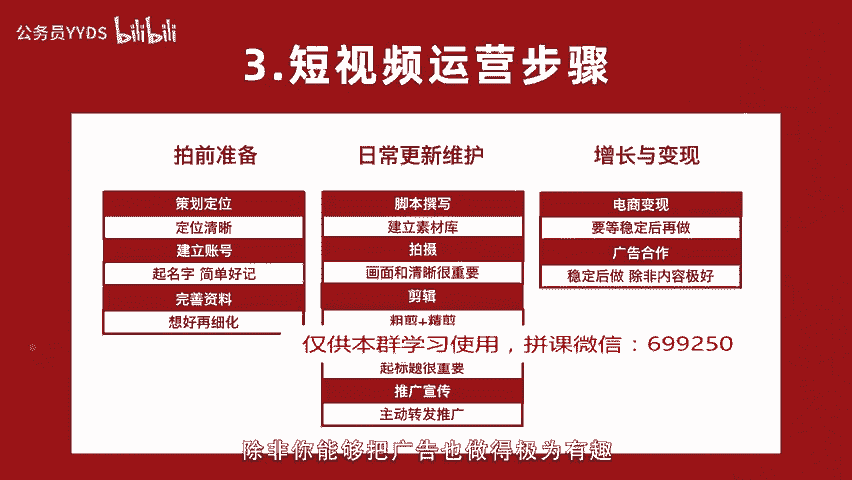 公务员YYDS bilibili
3.短视频运营步骤
拍前准备
策划定位
定位清晰
建立账号
起名字 简单好记
完善资料
想好再细化
日常更新维护
脚本撰写
建立素材库
拍摄
画面和清晰很重要
剪辑
粗剪+精剪
起标题很重要
推广宣传
主动转发推广
增长与变现
电商变现
要等稳定后再做
广告合作
稳定后做 除非内容极好
仅供本群学习使用，拼课微信：699250
除非你能够把广告也做得极为有趣